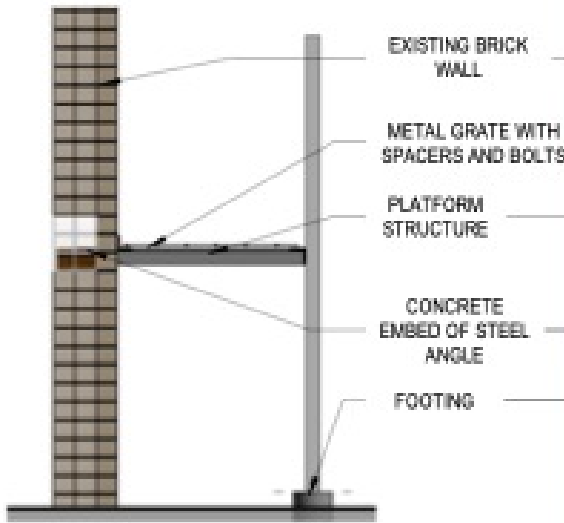 EXISTING BRICK
WALL
METAL GRATE WITH
SPACERS AND BOLTS
PLATFORM
STRUCTURE
CONCRETE
EMBED OF STEEL
ANGLE
FOOTING